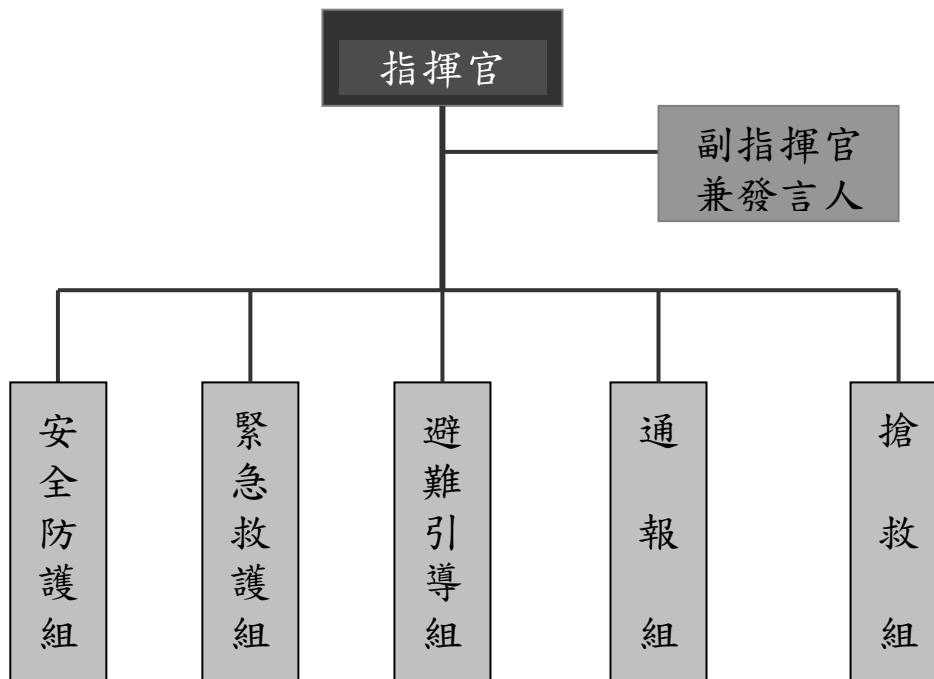 指揮官
副指揮官
兼發言人
安全防護組
緊急救護組
避難引導組
通報組
搶救組